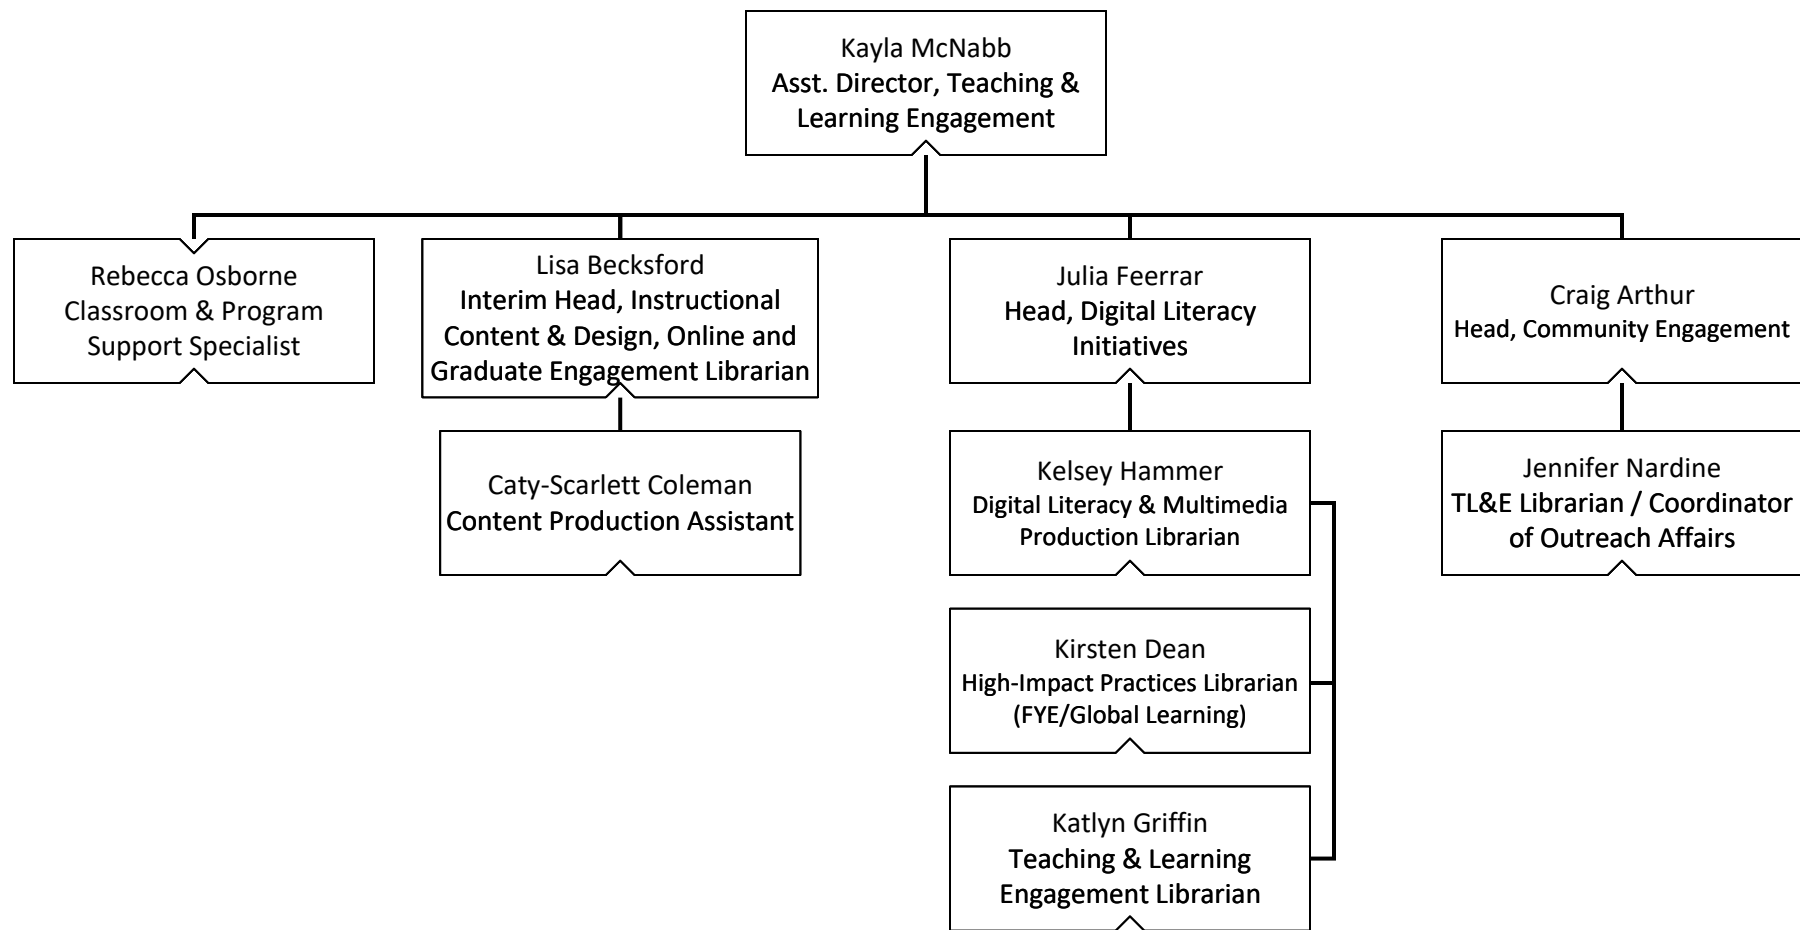 Kayla McNabb
Asst. Director, Teaching &
Learning Engagement
Rebecca Osborne
Classroom & Program
Support Specialist
Lisa Becksford
Interim Head, Instructional
Content & Design, Online and
Graduate Engagement Librarian
Julia Feerrar
Head, Digital Literacy
Initiatives
Craig Arthur
Head, Community Engagement
Caty-Scarlett Coleman
Content Production Assistant
Kelsey Hammer
Digital Literacy & Multimedia
Production Librarian
Jennifer Nardine
TL&E Librarian / Coordinator
of Outreach Affairs
Kirsten Dean
High-Impact Practices Librarian
(FYE/Global Learning)
Katlyn Griffin
Teaching & Learning
Engagement Librarian